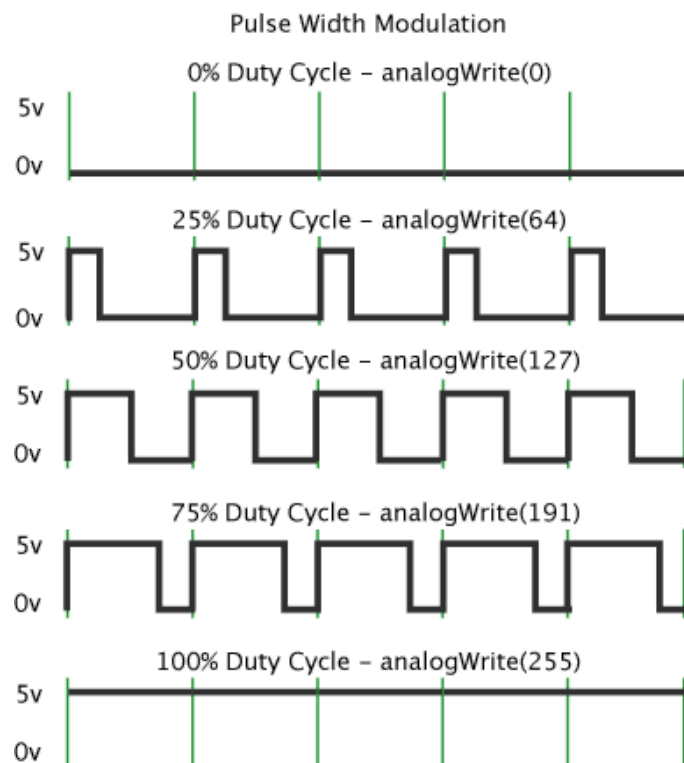 Pulse Width Modulation
0% Duty Cycle – analogWrite(0)
5v
0v
25% Duty Cycle – analogWrite(64)
5v
0v
50% Duty Cycle – analogWrite(127)
5v
0v
75% Duty Cycle – analogWrite(191)
5v
0v
100% Duty Cycle – analogWrite(255)
5v
0v